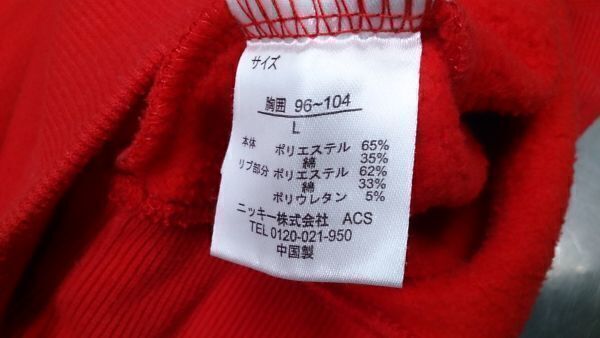 サイズ
胸囲 96~104
L
本体 ポリエステル 65%
綿 35%
リブ部分 ポリエステル 62%
綿 33%
ポリウレタン 5%
ニッキー株式会社 ACS
TEL 0120-021-950
中国製